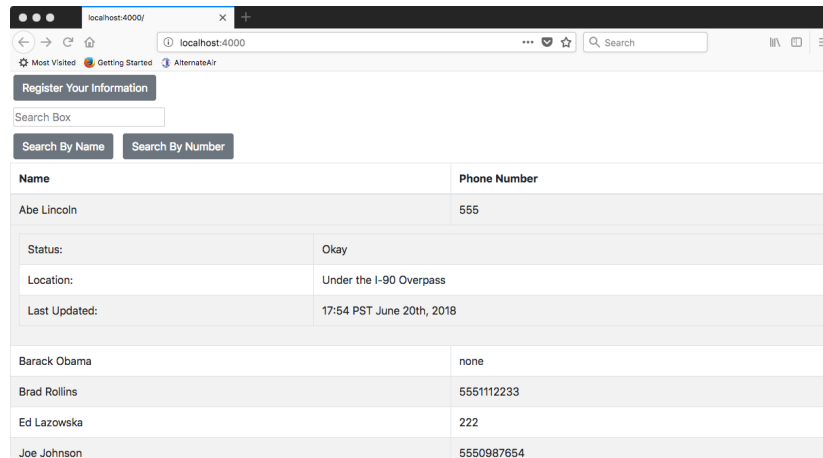 localhost:4000/
localhost:4000
Search
Most Visited Getting Started AlternateAir
Register Your Information
Search Box
Search By Name Search By Number
Name Phone Number
Abe Lincoln 555
Status: Okay
Location: Under the I-90 Overpass
Last Updated: 17:54 PST June 20th, 2018
Barack Obama none
Brad Rollins 5551112233
Ed Lazowska 222
Joe Johnson 5550987654